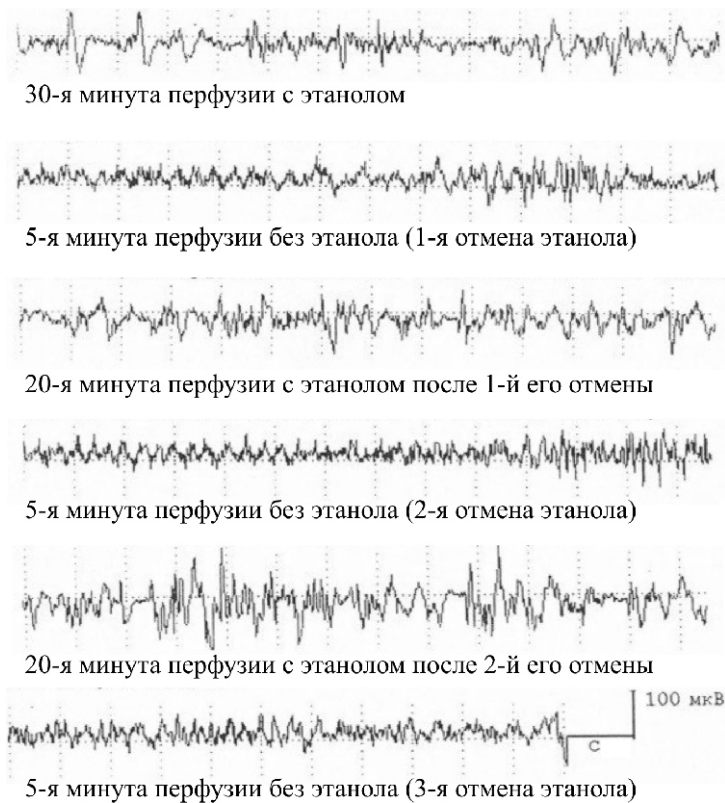 30-я минута перфузии с этанолом
5-я минута перфузии без этанола (1-я отмена этанола)
20-я минута перфузии с этанолом после 1-й его отмены
5-я минута перфузии без этанола (2-я отмена этанола)
20-я минута перфузии с этанолом после 2-й его отмены
100 мкВ
с
5-я минута перфузии без этанола (3-я отмена этанола)